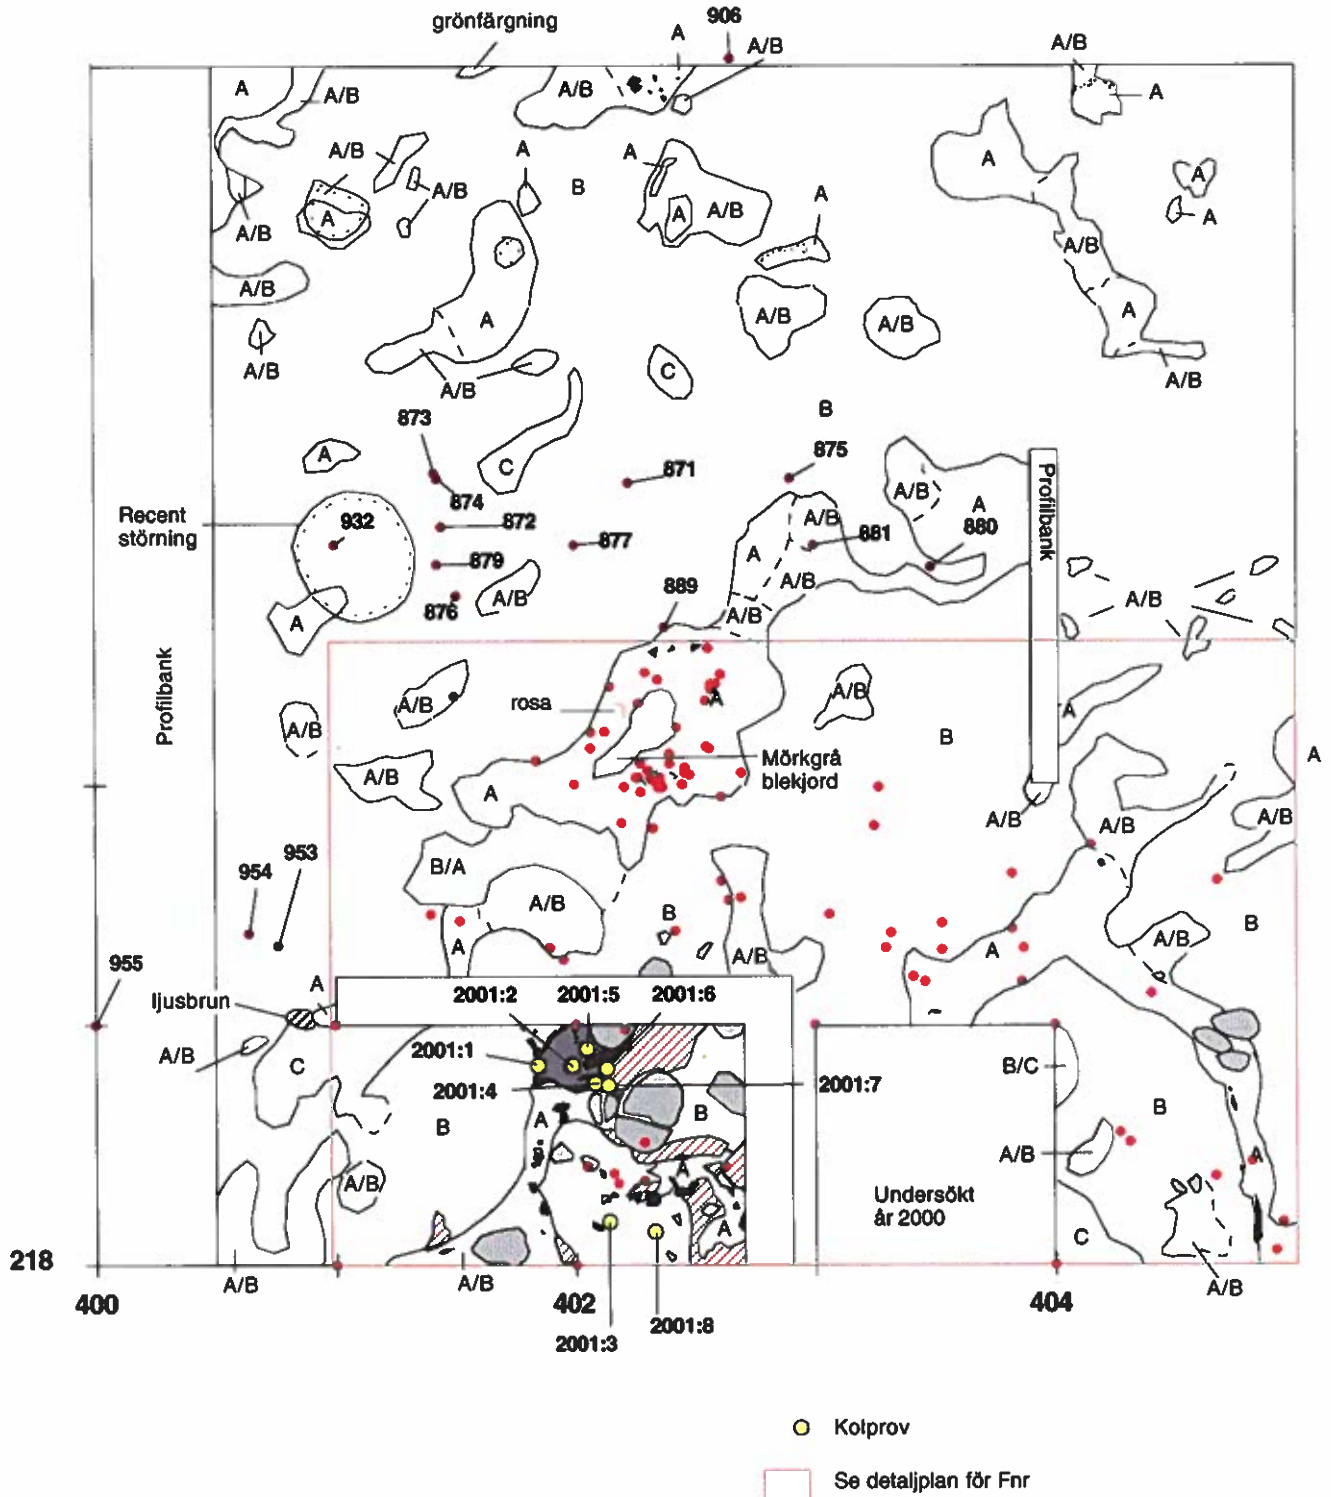 grönfärgning
906
A
A/B
A/B
A
A/B
A/B
A
A/B
A
A/B
A
A
B
A/B
A
A
A
A/B
A
A/B
A
A
A/B
A/B
A/B
A
A/B
A/B
A
A/B
A/B
A/B
C
A/B
873
B
A
C
871
875
874
A/B
A
Profilbank
Recent
störning
932
872
A/B
880
877
881
A
879
A/B
876
A/B
889
A/B
A/B
A
Profilbank
A/B
rosa
A
A/B
A
A/B
B
A
A/B
Mörkgrå
blekjord
A
A/B
A/B
A/B
953
954
B/A
A/B
B
B
A
A/B
A
A/B
955
A
2001:2
2001:5
2001:6
ljusbrun
2001:1
A/B
C
2001:4
2001:7
B/C
B
A
B
B
A/B
A/B
A
A
Undersökt
år 2000
A
C
218
A/B
A/B
A/B
400
402
404
2001:3
2001:8
Kolprov
Se detaljplan för Fnr